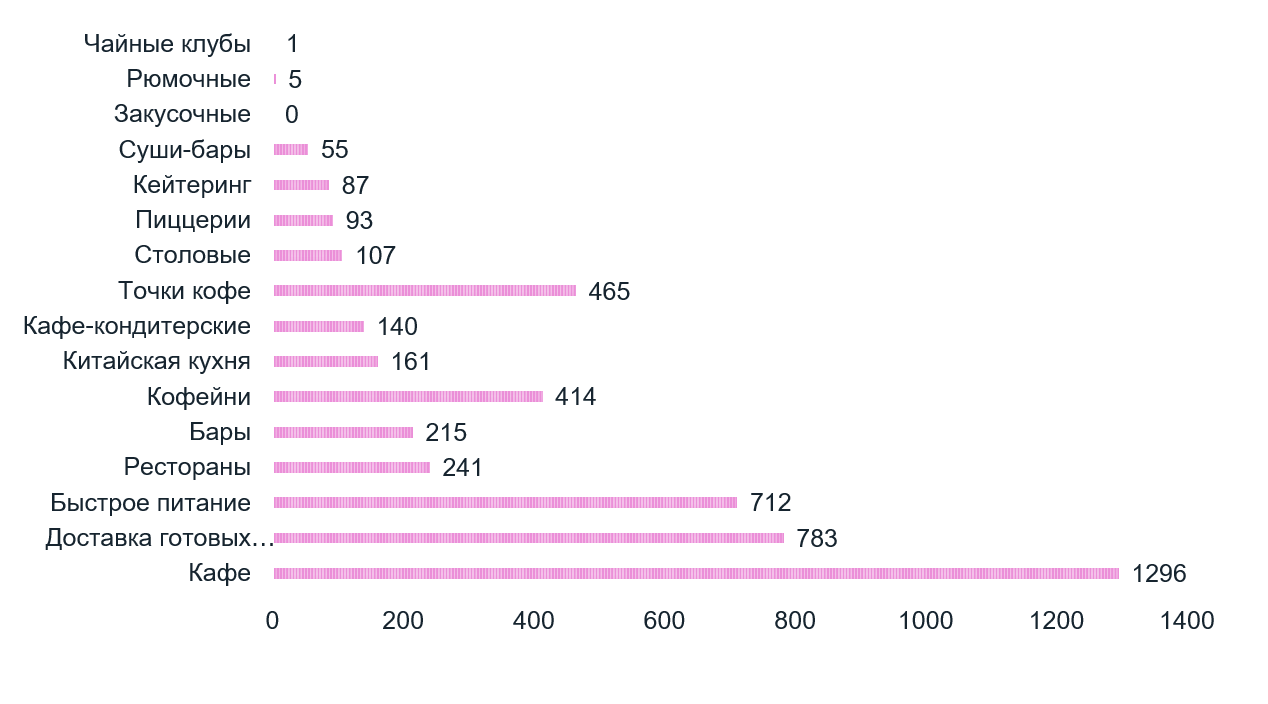 Чайные клубы 1
Рюмочные 5
Закусочные 0
Суши-бары 55
Кейтеринг 87
Пиццерии 93
Столовые 107
Точки кофе 465
Кафе-кондитерские 140
Китайская кухня 161
Кофейни 414
Бары 215
Рестораны 241
Быстрое питание 712
Доставка готовых… 783
Кафе 1296
0 200 400 600 800 1000 1200 1400